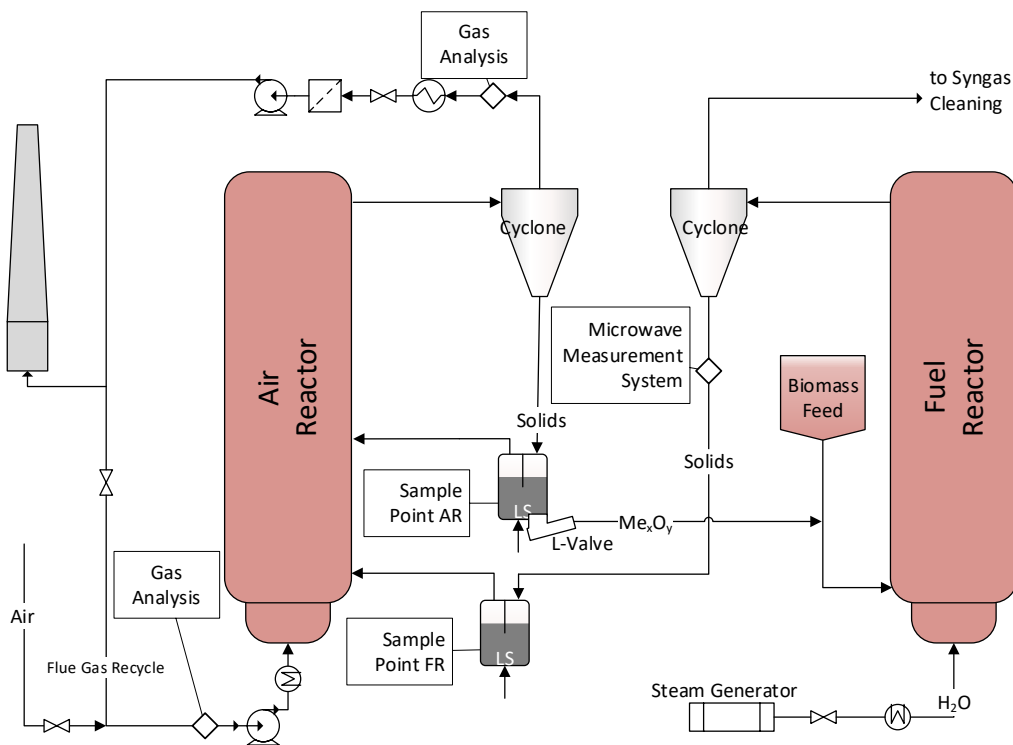 Gas
Analysis
to Syngas
Cleaning
Cyclone
Cyclone
Air
Reactor
Fuel
Reactor
Microwave
Measurement
System
Biomass
Feed
Solids
Solids
Sample
Point AR
LS
L-Valve
MeₓOᵧ
Gas
Analysis
Air
Sample
Point FR
LS
Flue Gas Recycle
Steam Generator
H₂O